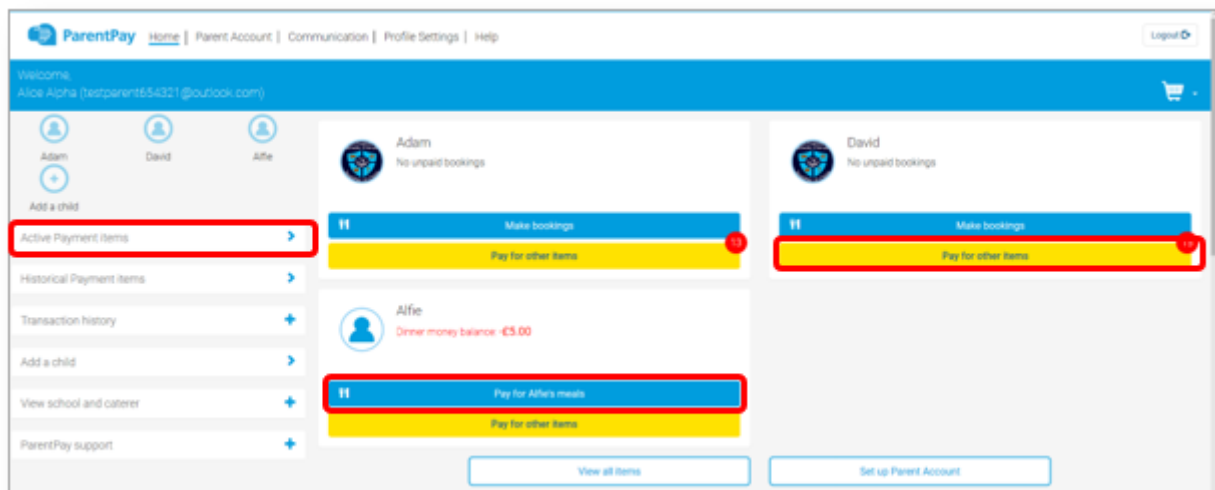 ParentPay Home | Parent Account | Communication | Profile Settings | Help
Logout
Welcome,
Alice Alpha (testparent654321@outlook.com)
Adam David Alfie
Add a child
Active Payment items
Historical Payment items
Transaction history
Add a child
View school and caterer
ParentPay support
Adam
No unpaid bookings
Make bookings
13
Pay for other items
David
No unpaid bookings
Make bookings
Pay for other items
Alfie
Dinner money balance: -£5.00
Pay for Alfie's meals
Pay for other items
View all items
Set up Parent Account